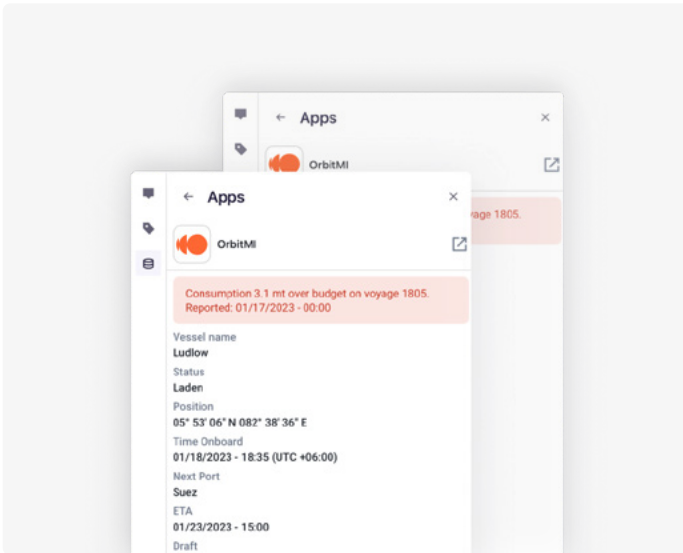 Apps
OrbitMI
yage 1805.
Apps
OrbitMI
Consumption 3.1 mt over budget on voyage 1805.
Reported: 01/17/2023 - 00:00
Vessel name
Ludlow
Status
Laden
Position
05° 53' 06" N 082° 38' 36" E
Time Onboard
01/18/2023 - 18:35 (UTC +06:00)
Next Port
Suez
ETA
01/23/2023 - 15:00
Draft